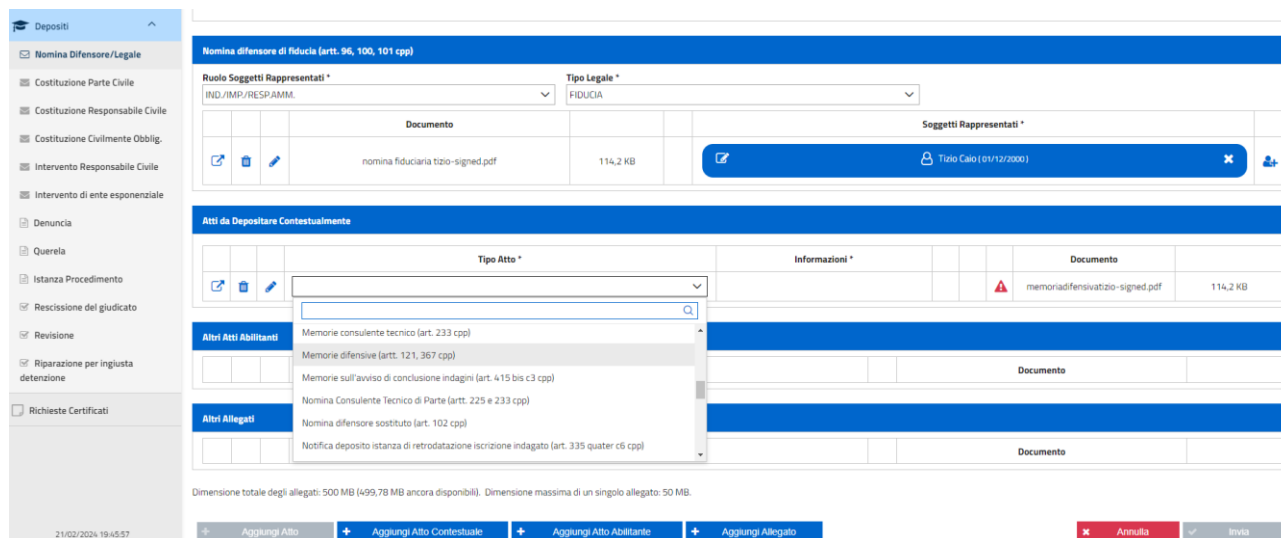 Depositi
Nomina Difensore/Legale
Costituzione Parte Civile
Costituzione Responsabile Civile
Costituzione Civilmente Obblig.
Intervento Responsabile Civile
Intervento di ente esponenziale
Denuncia
Querela
Istanza Procedimento
Rescissione del giudicato
Revisione
Riparazione per ingiusta
detenzione
Richieste Certificati
21/02/2024 19:45:57
Nomina difensore di fiducia (artt. 96, 100, 101 cpp)
Ruolo Soggetti Rappresentati * Tipo Legale *
IND./IMP./RESP.AMM. FIDUCIA
Documento Soggetti Rappresentati *
nomina fiduciaria tizio-signed.pdf 114,2 KB Tizio Caio ( 01/12/2000 )
Atti da Depositare Contestualmente
Tipo Atto * Informazioni * Documento
memoriadifensivatizio-signed.pdf 114,2 KB
Memorie consulente tecnico (art. 233 cpp)
Memorie difensive (artt. 121, 367 cpp)
Memorie sull'avviso di conclusione indagini (art. 415 bis c3 cpp)
Nomina Consulente Tecnico di Parte (artt. 225 e 233 cpp)
Nomina difensore sostituto (art. 102 cpp)
Notifica deposito istanza di retrodatazione iscrizione indagato (art. 335 quater c6 cpp)
Altri Atti Abilitanti
Documento
Altri Allegati
Documento
Dimensione totale degli allegati: 500 MB (499,78 MB ancora disponibili). Dimensione massima di un singolo allegato: 50 MB.
+ Aggiungi Atto + Aggiungi Atto Contestuale + Aggiungi Atto Abilitante + Aggiungi Allegato Annulla Invia